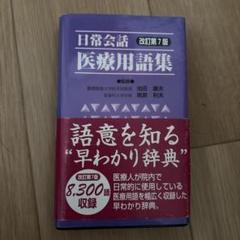 日常会話 改訂第7版
医療用語集
語意を知る
“早わかり辞典”
改訂第7版
8,300語
収録
医療人が院内で
日常的に使用している
医療用語を幅広く収録した
早わかり辞典。